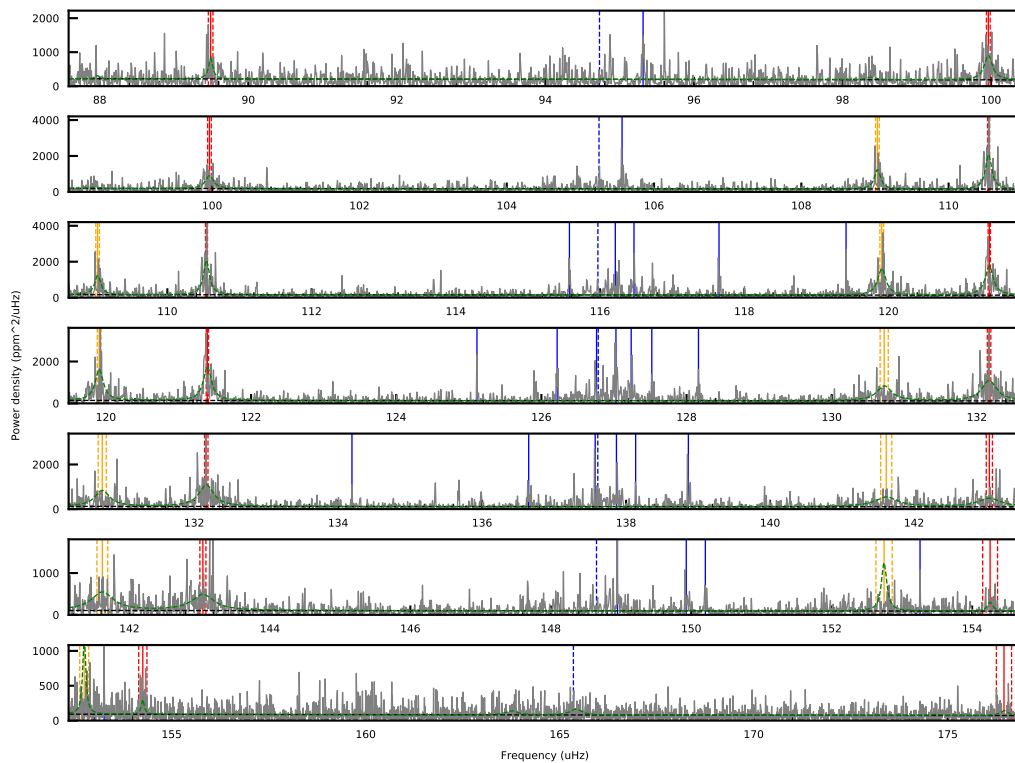 2000
1000
0
88 90 92 94 96 98 100
4000
2000
0
100 102 104 106 108 110
4000
2000
0
110 112 114 116 118 120
2000
0
120 122 124 126 128 130 132
2000
0
132 134 136 138 140 142
1000
0
142 144 146 148 150 152 154
1000
500
0
155 160 165 170 175
Power density (ppm^2/uHz)
Frequency (uHz)